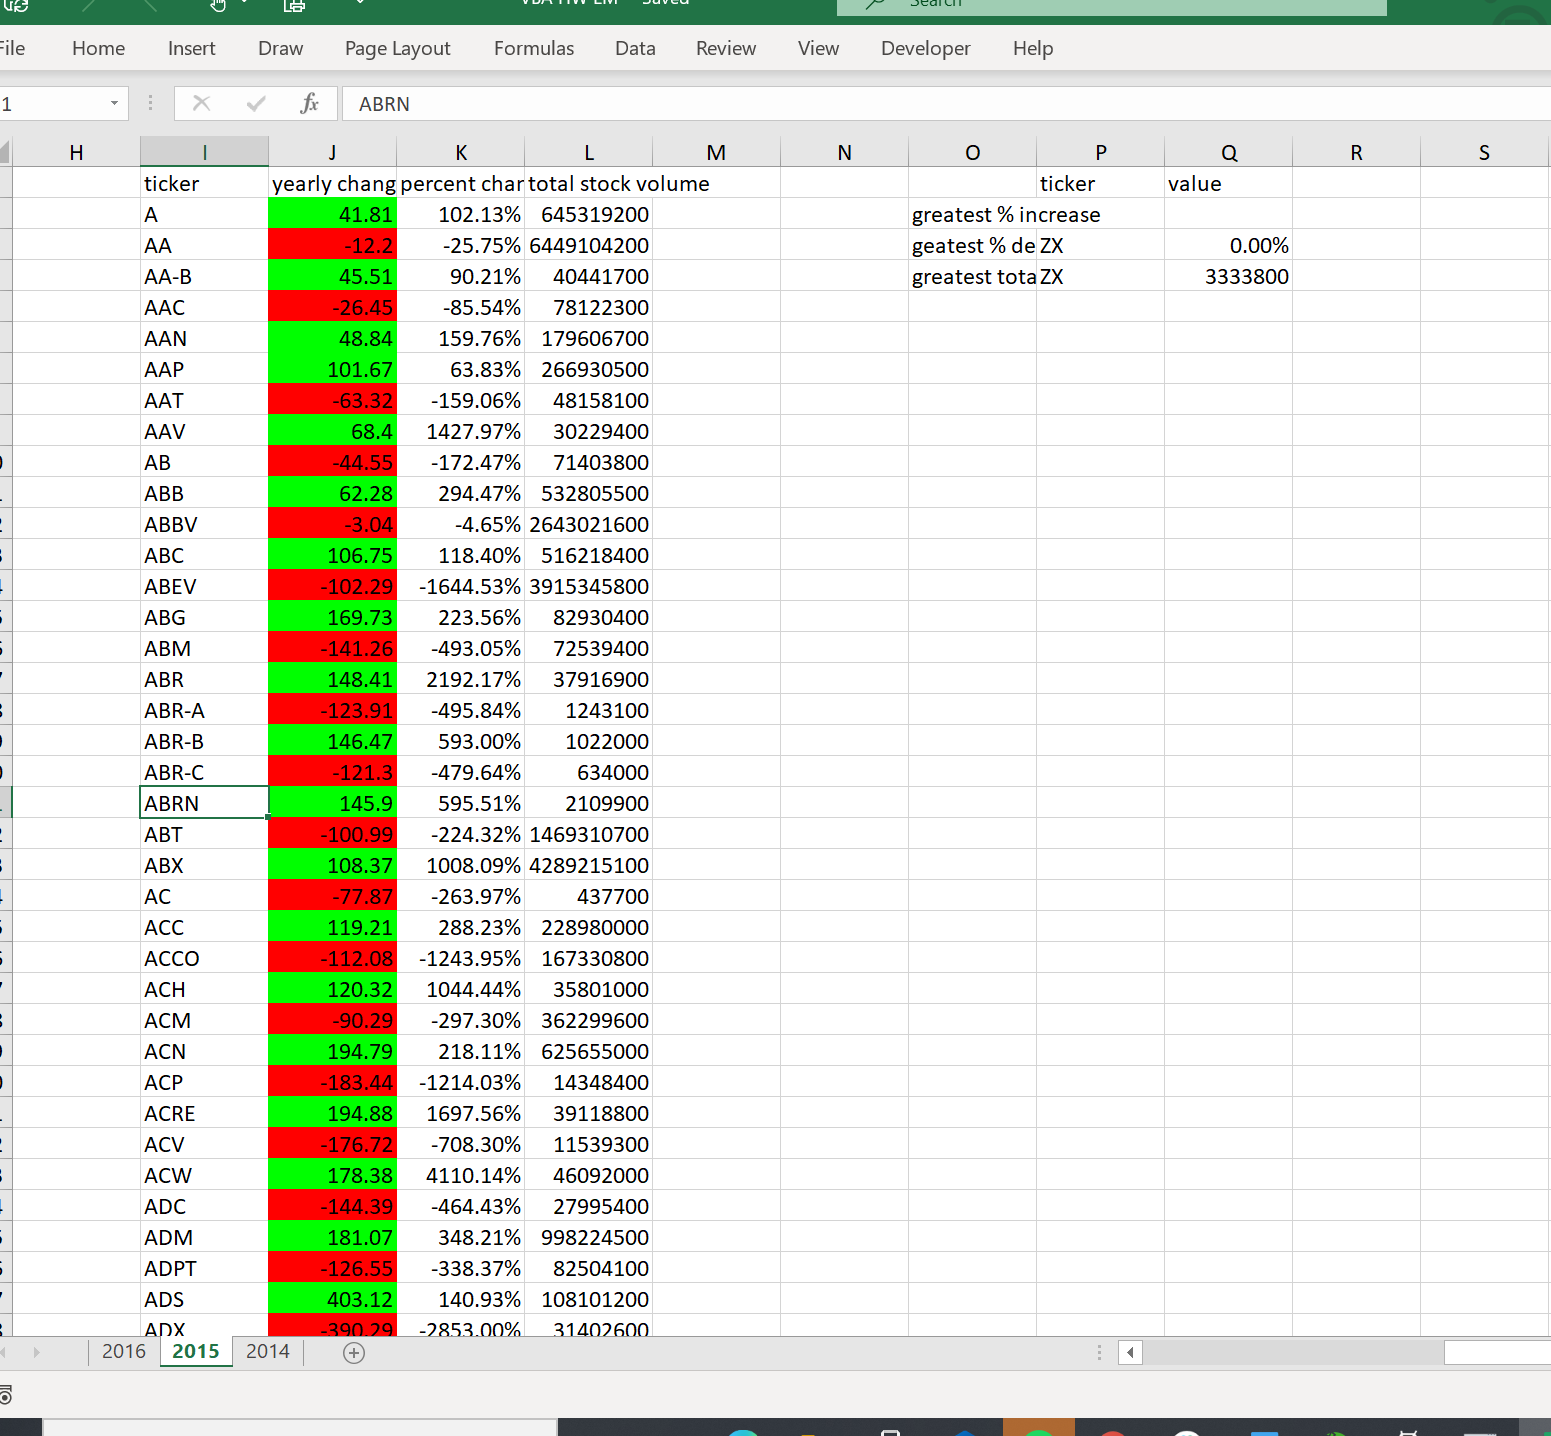 File Home Insert Draw Page Layout Formulas Data Review View Developer Help
1 fx ABRN
H I J K L M N O P Q R S
ticker yearly chang percent char total stock volume ticker value
A 41.81 102.13% 645319200 greatest % increase
AA -12.2 -25.75% 6449104200 geatest % de ZX 0.00%
AA-B 45.51 90.21% 40441700 greatest tota ZX 3333800
AAC -26.45 -85.54% 78122300
AAN 48.84 159.76% 179606700
AAP 101.67 63.83% 266930500
AAT -63.32 -159.06% 48158100
AAV 68.4 1427.97% 30229400
AB -44.55 -172.47% 71403800
ABB 62.28 294.47% 532805500
ABBV -3.04 -4.65% 2643021600
ABC 106.75 118.40% 516218400
ABEV -102.29 -1644.53% 3915345800
ABG 169.73 223.56% 82930400
ABM -141.26 -493.05% 72539400
ABR 148.41 2192.17% 37916900
ABR-A -123.91 -495.84% 1243100
ABR-B 146.47 593.00% 1022000
ABR-C -121.3 -479.64% 634000
ABRN 145.9 595.51% 2109900
ABT -100.99 -224.32% 1469310700
ABX 108.37 1008.09% 4289215100
AC -77.87 -263.97% 437700
ACC 119.21 288.23% 228980000
ACCO -112.08 -1243.95% 167330800
ACH 120.32 1044.44% 35801000
ACM -90.29 -297.30% 362299600
ACN 194.79 218.11% 625655000
ACP -183.44 -1214.03% 14348400
ACRE 194.88 1697.56% 39118800
ACV -176.72 -708.30% 11539300
ACW 178.38 4110.14% 46092000
ADC -144.39 -464.43% 27995400
ADM 181.07 348.21% 998224500
ADPT -126.55 -338.37% 82504100
ADS 403.12 140.93% 108101200
ADX -390.29 -2853.00% 31402600
2016 2015 2014